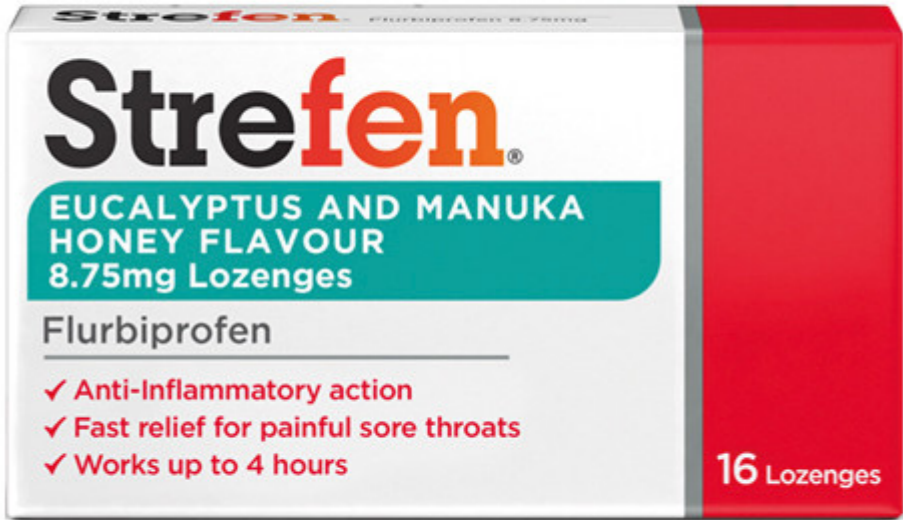 Strefen Flurbiprofen 8.75mg
Strefen®
EUCALYPTUS AND MANUKA
HONEY FLAVOUR
8.75mg Lozenges
Flurbiprofen
✓ Anti-Inflammatory action
✓ Fast relief for painful sore throats
✓ Works up to 4 hours
16 Lozenges